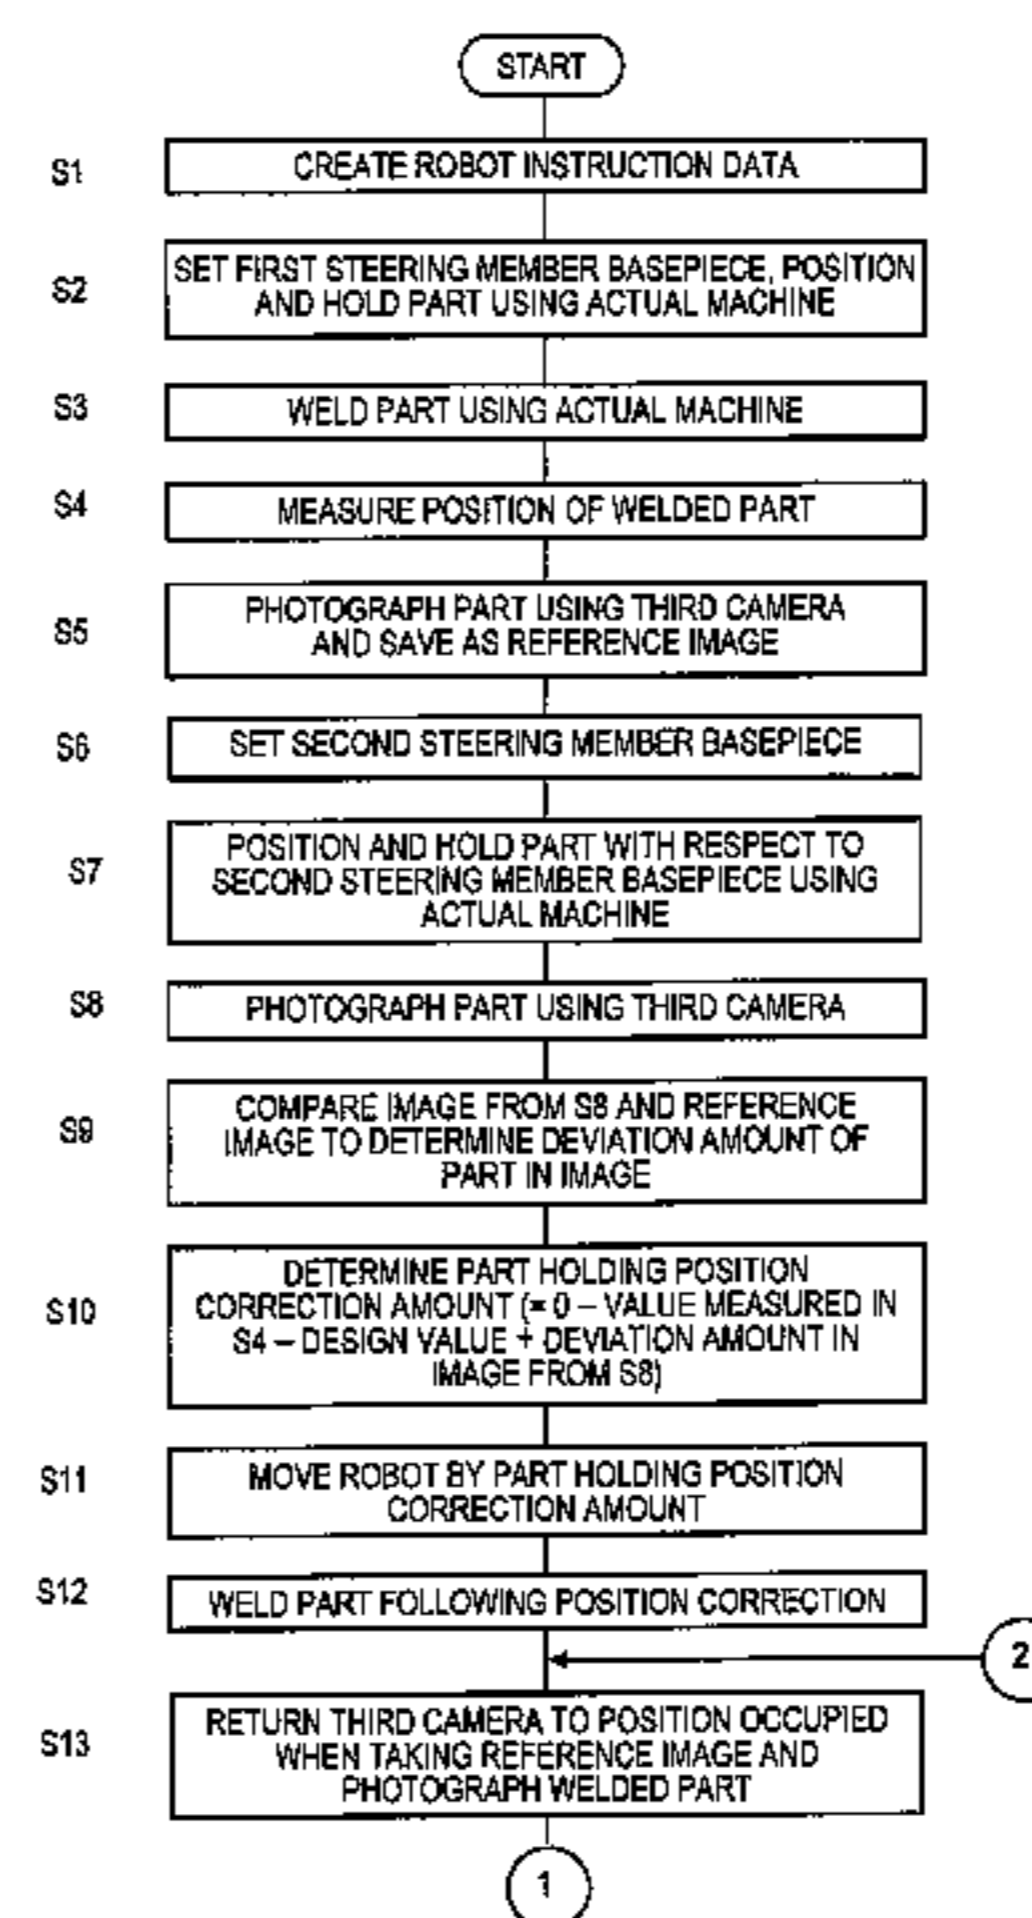 START
S1
CREATE ROBOT INSTRUCTION DATA
S2
SET FIRST STEERING MEMBER BASEPIECE, POSITION
AND HOLD PART USING ACTUAL MACHINE
S3
WELD PART USING ACTUAL MACHINE
S4
MEASURE POSITION OF WELDED PART
S5
PHOTOGRAPH PART USING THIRD CAMERA
AND SAVE AS REFERENCE IMAGE
S6
SET SECOND STEERING MEMBER BASEPIECE
S7
POSITION AND HOLD PART WITH RESPECT TO
SECOND STEERING MEMBER BASEPIECE USING
ACTUAL MACHINE
S8
PHOTOGRAPH PART USING THIRD CAMERA
S9
COMPARE IMAGE FROM S8 AND REFERENCE
IMAGE TO DETERMINE DEVIATION AMOUNT OF
PART IN IMAGE
S10
DETERMINE PART HOLDING POSITION
CORRECTION AMOUNT (= 0 – VALUE MEASURED IN
S4 – DESIGN VALUE + DEVIATION AMOUNT IN
IMAGE FROM S8)
S11
MOVE ROBOT BY PART HOLDING POSITION
CORRECTION AMOUNT
S12
WELD PART FOLLOWING POSITION CORRECTION
2
S13
RETURN THIRD CAMERA TO POSITION OCCUPIED
WHEN TAKING REFERENCE IMAGE AND
PHOTOGRAPH WELDED PART
1